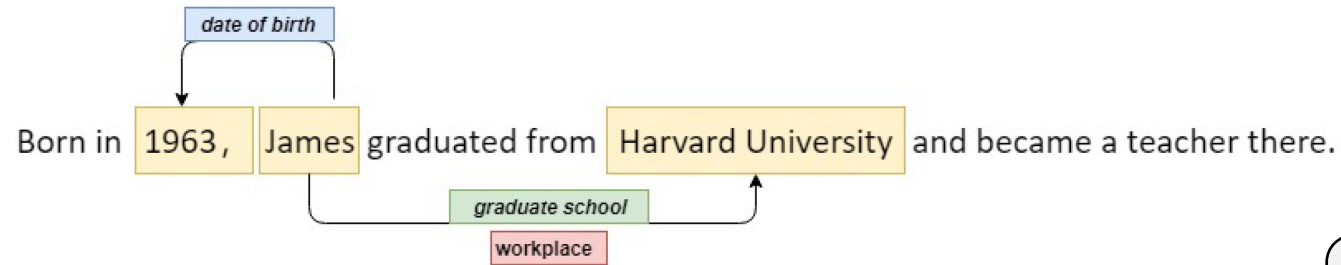 date of birth
Born in 1963, James graduated from Harvard University and became a teacher there.
graduate school
workplace